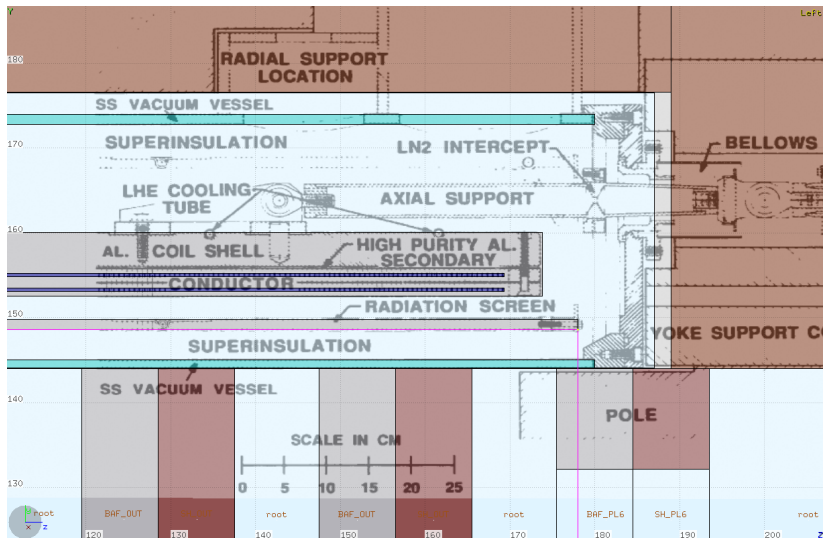 Y
Left
180
RADIAL SUPPORT
LOCATION
SS VACUUM VESSEL
170
SUPERINSULATION
LN2 INTERCEPT
BELLOWS
LHE COOLING
TUBE
AXIAL SUPPORT
160
AL. COIL SHELL
HIGH PURITY AL.
SECONDARY
CONDUCTOR
150
RADIATION SCREEN
YOKE SUPPORT CO
SUPERINSULATION
140
SS VACUUM VESSEL
POLE
SCALE IN CM
130
0 5 10 15 20 25
root BAF_OUT root BAF_OUT root BAF_PL6 SH_PL6 root
x z
120 130 140 150 160 170 180 190 200 Z